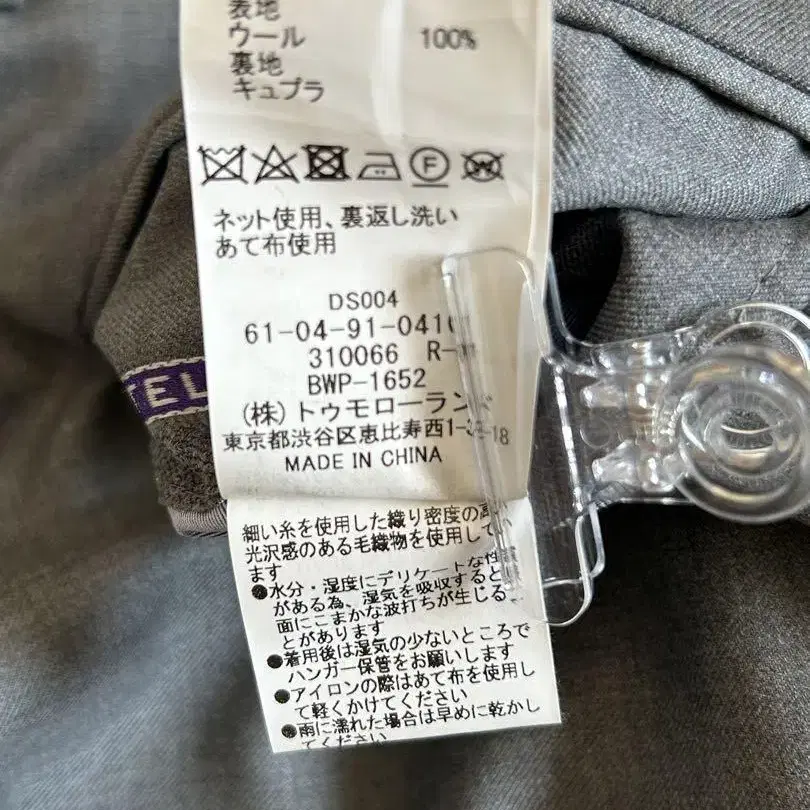 表地
ウール 100%
裏地
キュプラ
F
W
ネット使用、裏返し洗い
あて布使用
DS004
61-04-91-0410
310066 R-
BWP-1652
(株)トゥモローランド
東京都渋谷区恵比寿西1-32-18
MADE IN CHINA
TEL
細い糸を使用した織り密度の高い
光沢感のある毛織物を使用してい
ます
●水分・湿度にデリケートな性質
がある為、湿気を吸収すると表
面にこまかな波打ちが生じるこ
とがあります
●着用後は湿気の少ないところで
ハンガー保管をお願いします
●アイロンの際はあて布を使用し
て軽くかけてください
●雨に濡れた場合は早めに乾かし
てください